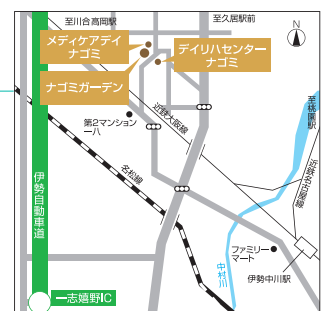 至川合高岡駅
至久居駅前
N
メディケアデイ
ナゴミ
デイリハセンター
ナゴミ
ナゴミガーデン
第2マンション
一八
近鉄大阪線
至桃園駅
近鉄名古屋線
名松線
伊勢自動車道
ファミリー
マート
中村川
伊勢中川駅
一志嬉野IC